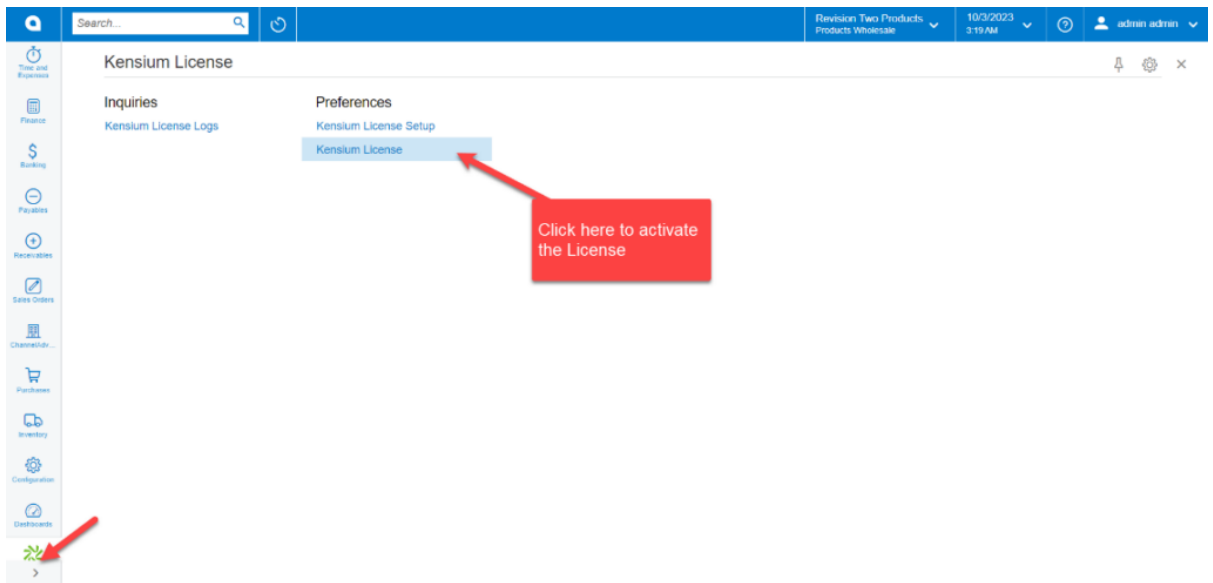 Search...
Revision Two Products
Products Wholesale
10/3/2023
3:19 AM
admin admin
Time and
Expenses
Finance
Banking
Payables
Receivables
Sales Orders
ChannelAdv...
Purchases
Inventory
Configuration
Dashboards
Kensium License
Inquiries
Kensium License Logs
Preferences
Kensium License Setup
Kensium License
Click here to activate
the License